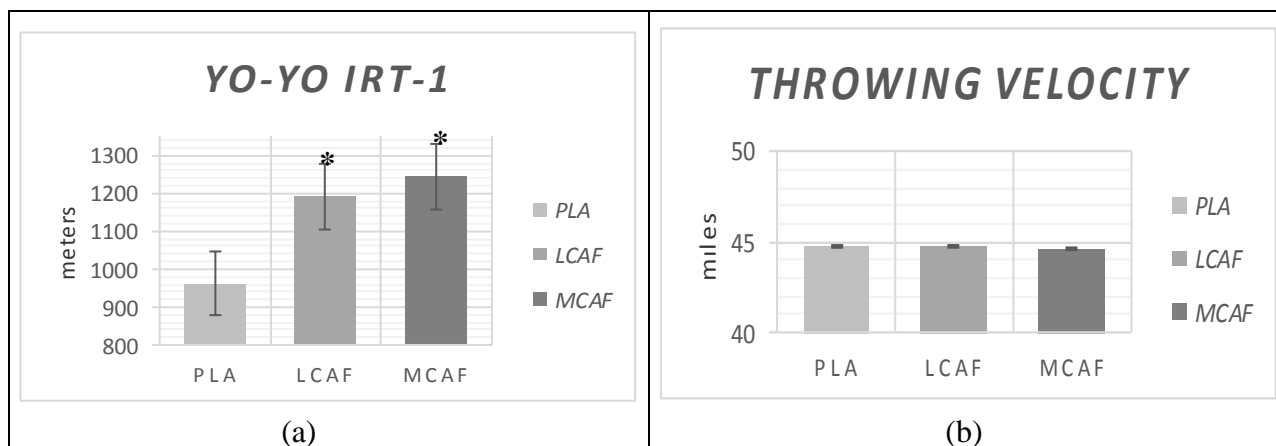 YO-YO IRT-1
meters
1300
1200
1100
1000
900
800
*
*
PLA
LCAF
MCAF
PLA
LCAF
MCAF
(a)
THROWING VELOCITY
miles
50
45
40
PLA
LCAF
MCAF
PLA
LCAF
MCAF
(b)